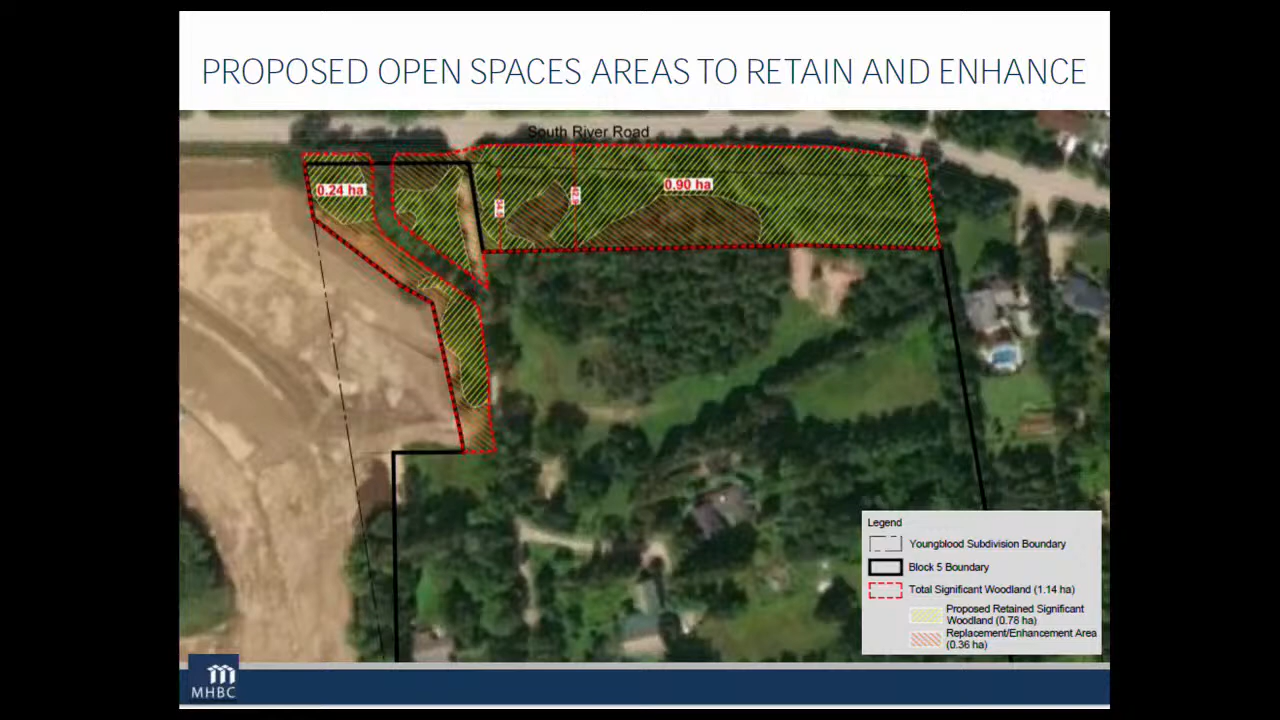 PROPOSED OPEN SPACES AREAS TO RETAIN AND ENHANCE
South River Road
0.24 ha
0.90 ha
Legend
Youngblood Subdivision Boundary
Block 5 Boundary
Total Significant Woodland (1.14 ha)
Proposed Retained Significant
Woodland (0.78 ha)
Replacement/Enhancement Area
(0.36 ha)
MHBC